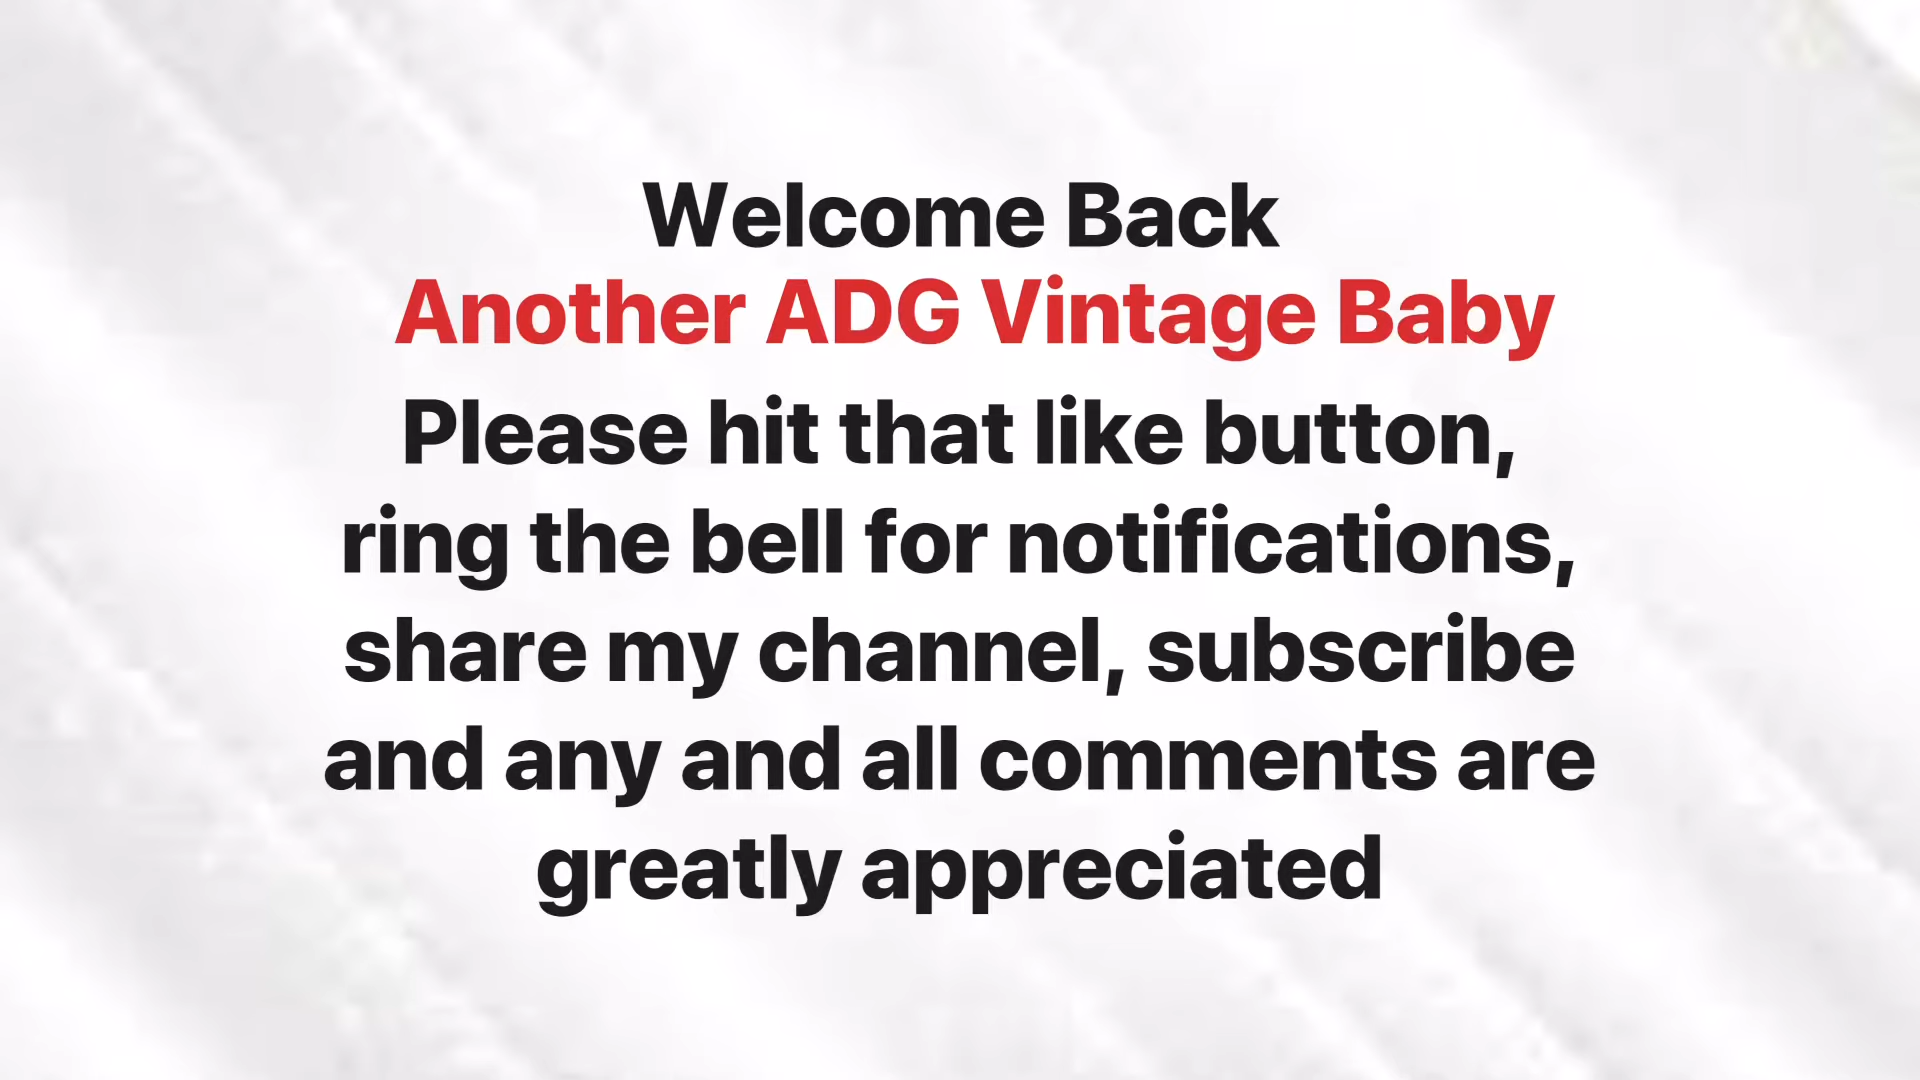 Welcome Back
Another ADG Vintage Baby
Please hit that like button,
ring the bell for notifications,
share my channel, subscribe
and any and all comments are
greatly appreciated